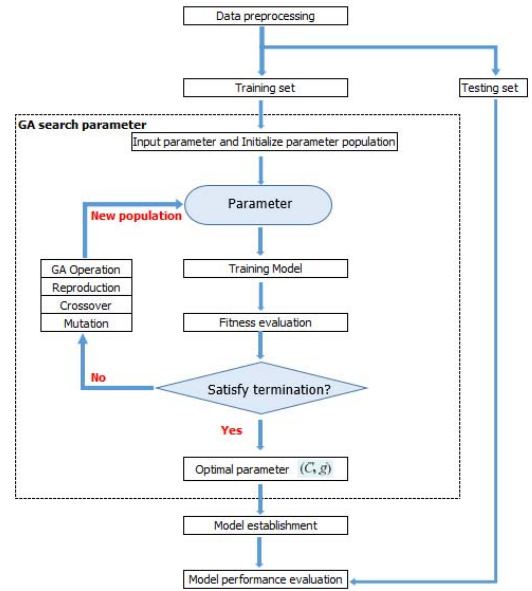 Data preprocessing
Training set
Testing set
GA search parameter
Input parameter and Initialize parameter population
Parameter
New population
Training Model
GA Operation
Reproduction
Crossover
Mutation
Fitness evaluation
Satisfy termination?
No
Yes
Optimal parameter (C, g)
Model establishment
Model performance evaluation